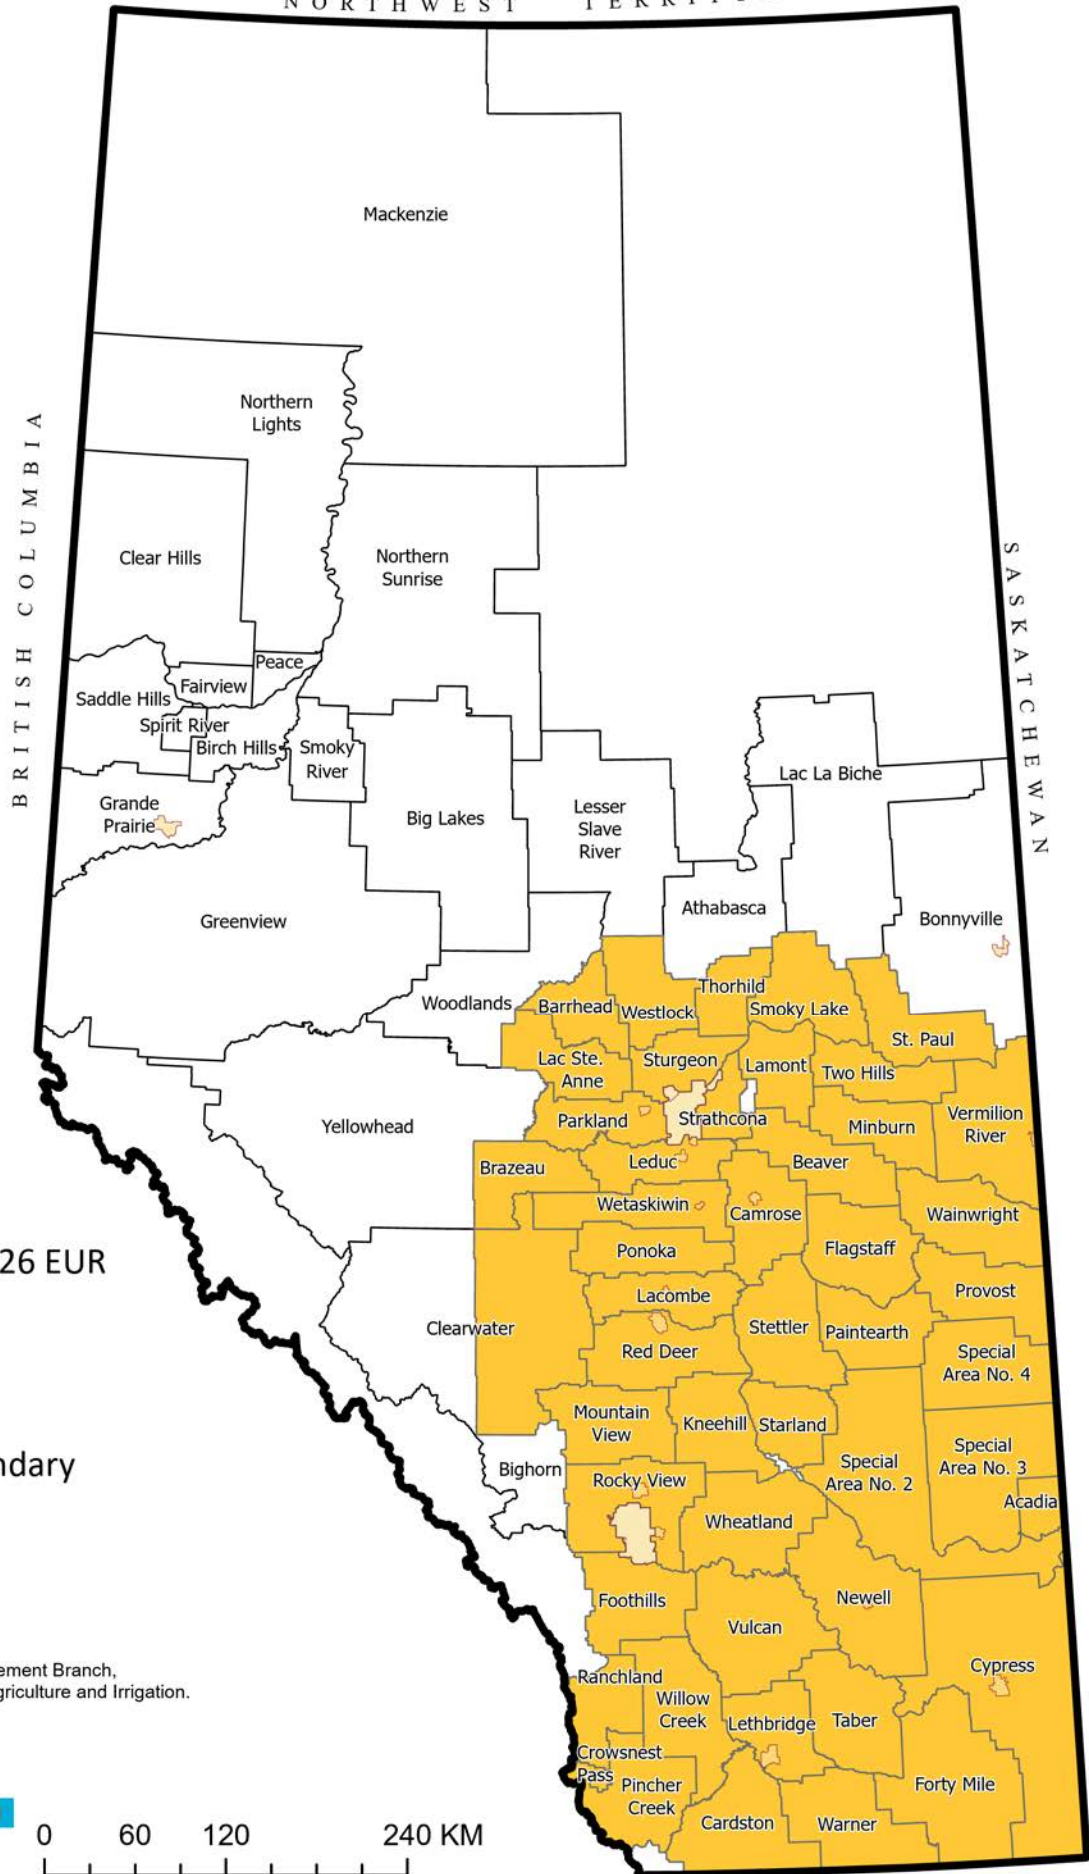 NORTHWEST
BRITISH COLUMBIA
SASKATCHEWAN
Mackenzie
Northern
Lights
Clear Hills
Northern
Sunrise
Peace
Fairview
Saddle Hills
Spirit River
Birch Hills
Smoky
River
Lac La Biche
Grande
Prairie
Big Lakes
Lesser
Slave
River
Athabasca
Bonnyville
Greenview
Woodlands
Barrhead
Westlock
Thorhild
Smoky Lake
St. Paul
Lac Ste.
Anne
Sturgeon
Lamont
Two Hills
Yellowhead
Parkland
Strathcona
Minburn
Vermilion
River
Brazeau
Leduc
Beaver
Wetaskiwin
Camrose
Wainwright
26 EUR
Ponoka
Flagstaff
Lacombe
Provost
Clearwater
Stettler
Paintearth
Red Deer
Special
Area No. 4
Mountain
View
Kneehill
Starland
ndary
Bighorn
Rocky View
Special
Area No. 2
Special
Area No. 3
Acadia
Wheatland
Foothills
Newell
Vulcan
Cypress
ement Branch,
griculture and Irrigation.
Ranchland
Willow
Creek
Lethbridge
Taber
Crowsnest
Pass
Pincher
Creek
Forty Mile
Cardston
Warner
0 60 120 240 KM